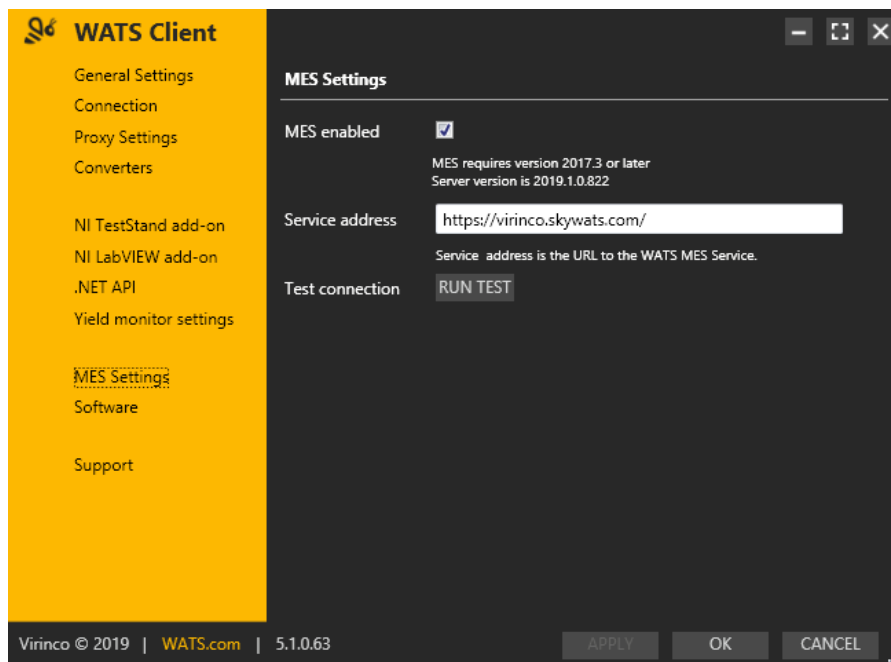 WATS Client
General Settings
Connection
Proxy Settings
Converters
NI TestStand add-on
NI LabVIEW add-on
.NET API
Yield monitor settings
MES Settings
Software
Support
MES Settings
MES enabled
MES requires version 2017.3 or later
Server version is 2019.1.0.822
Service address https://virinco.skywats.com/
Service address is the URL to the WATS MES Service.
Test connection RUN TEST
Virinco © 2019 | WATS.com | 5.1.0.63 APPLY OK CANCEL